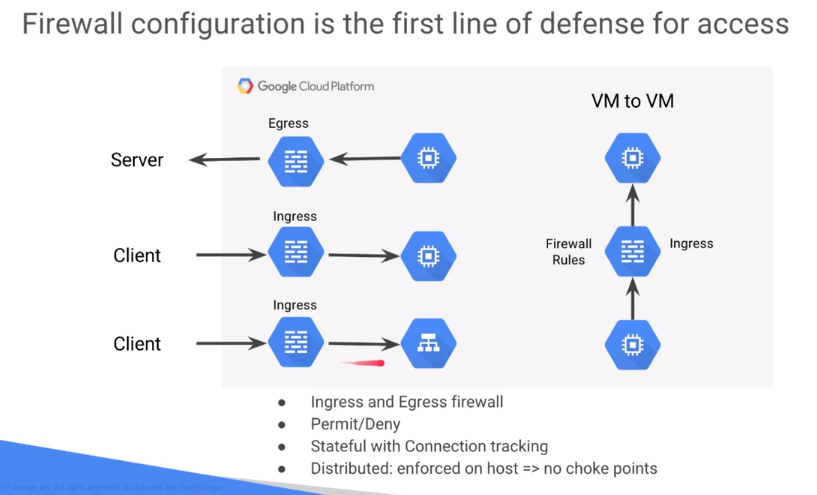 Firewall configuration is the first line of defense for access
Google Cloud Platform
VM to VM
Egress
Server
Ingress
Client
Firewall
Rules
Ingress
Ingress
Client
Ingress and Egress firewall
Permit/Deny
Stateful with Connection tracking
Distributed: enforced on host => no choke points